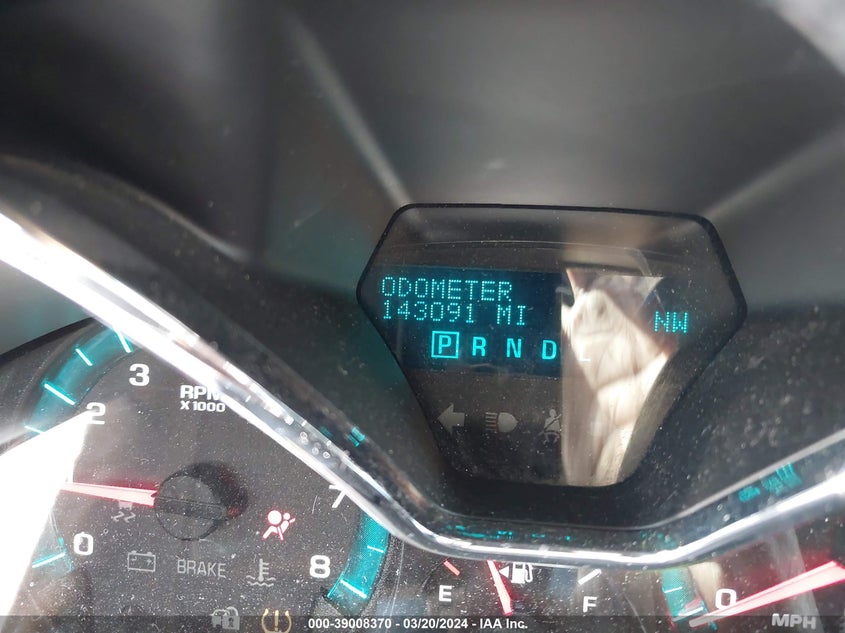 ODOMETER
143091 MI
NW
P R N D L
3
2
RPM
X 1000
7
0
8
BRAKE
E
F
0
MPH
000-39008370 - 03/20/2024 - IAA Inc.